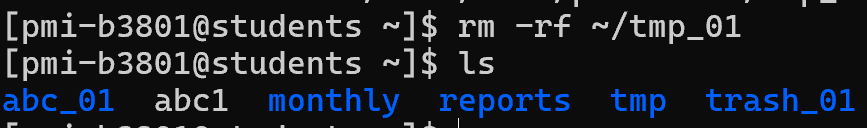 [pmi-b3801@students ~]$ rm -rf ~/tmp_01
[pmi-b3801@students ~]$ ls
abc_01 abc1 monthly reports tmp trash_01